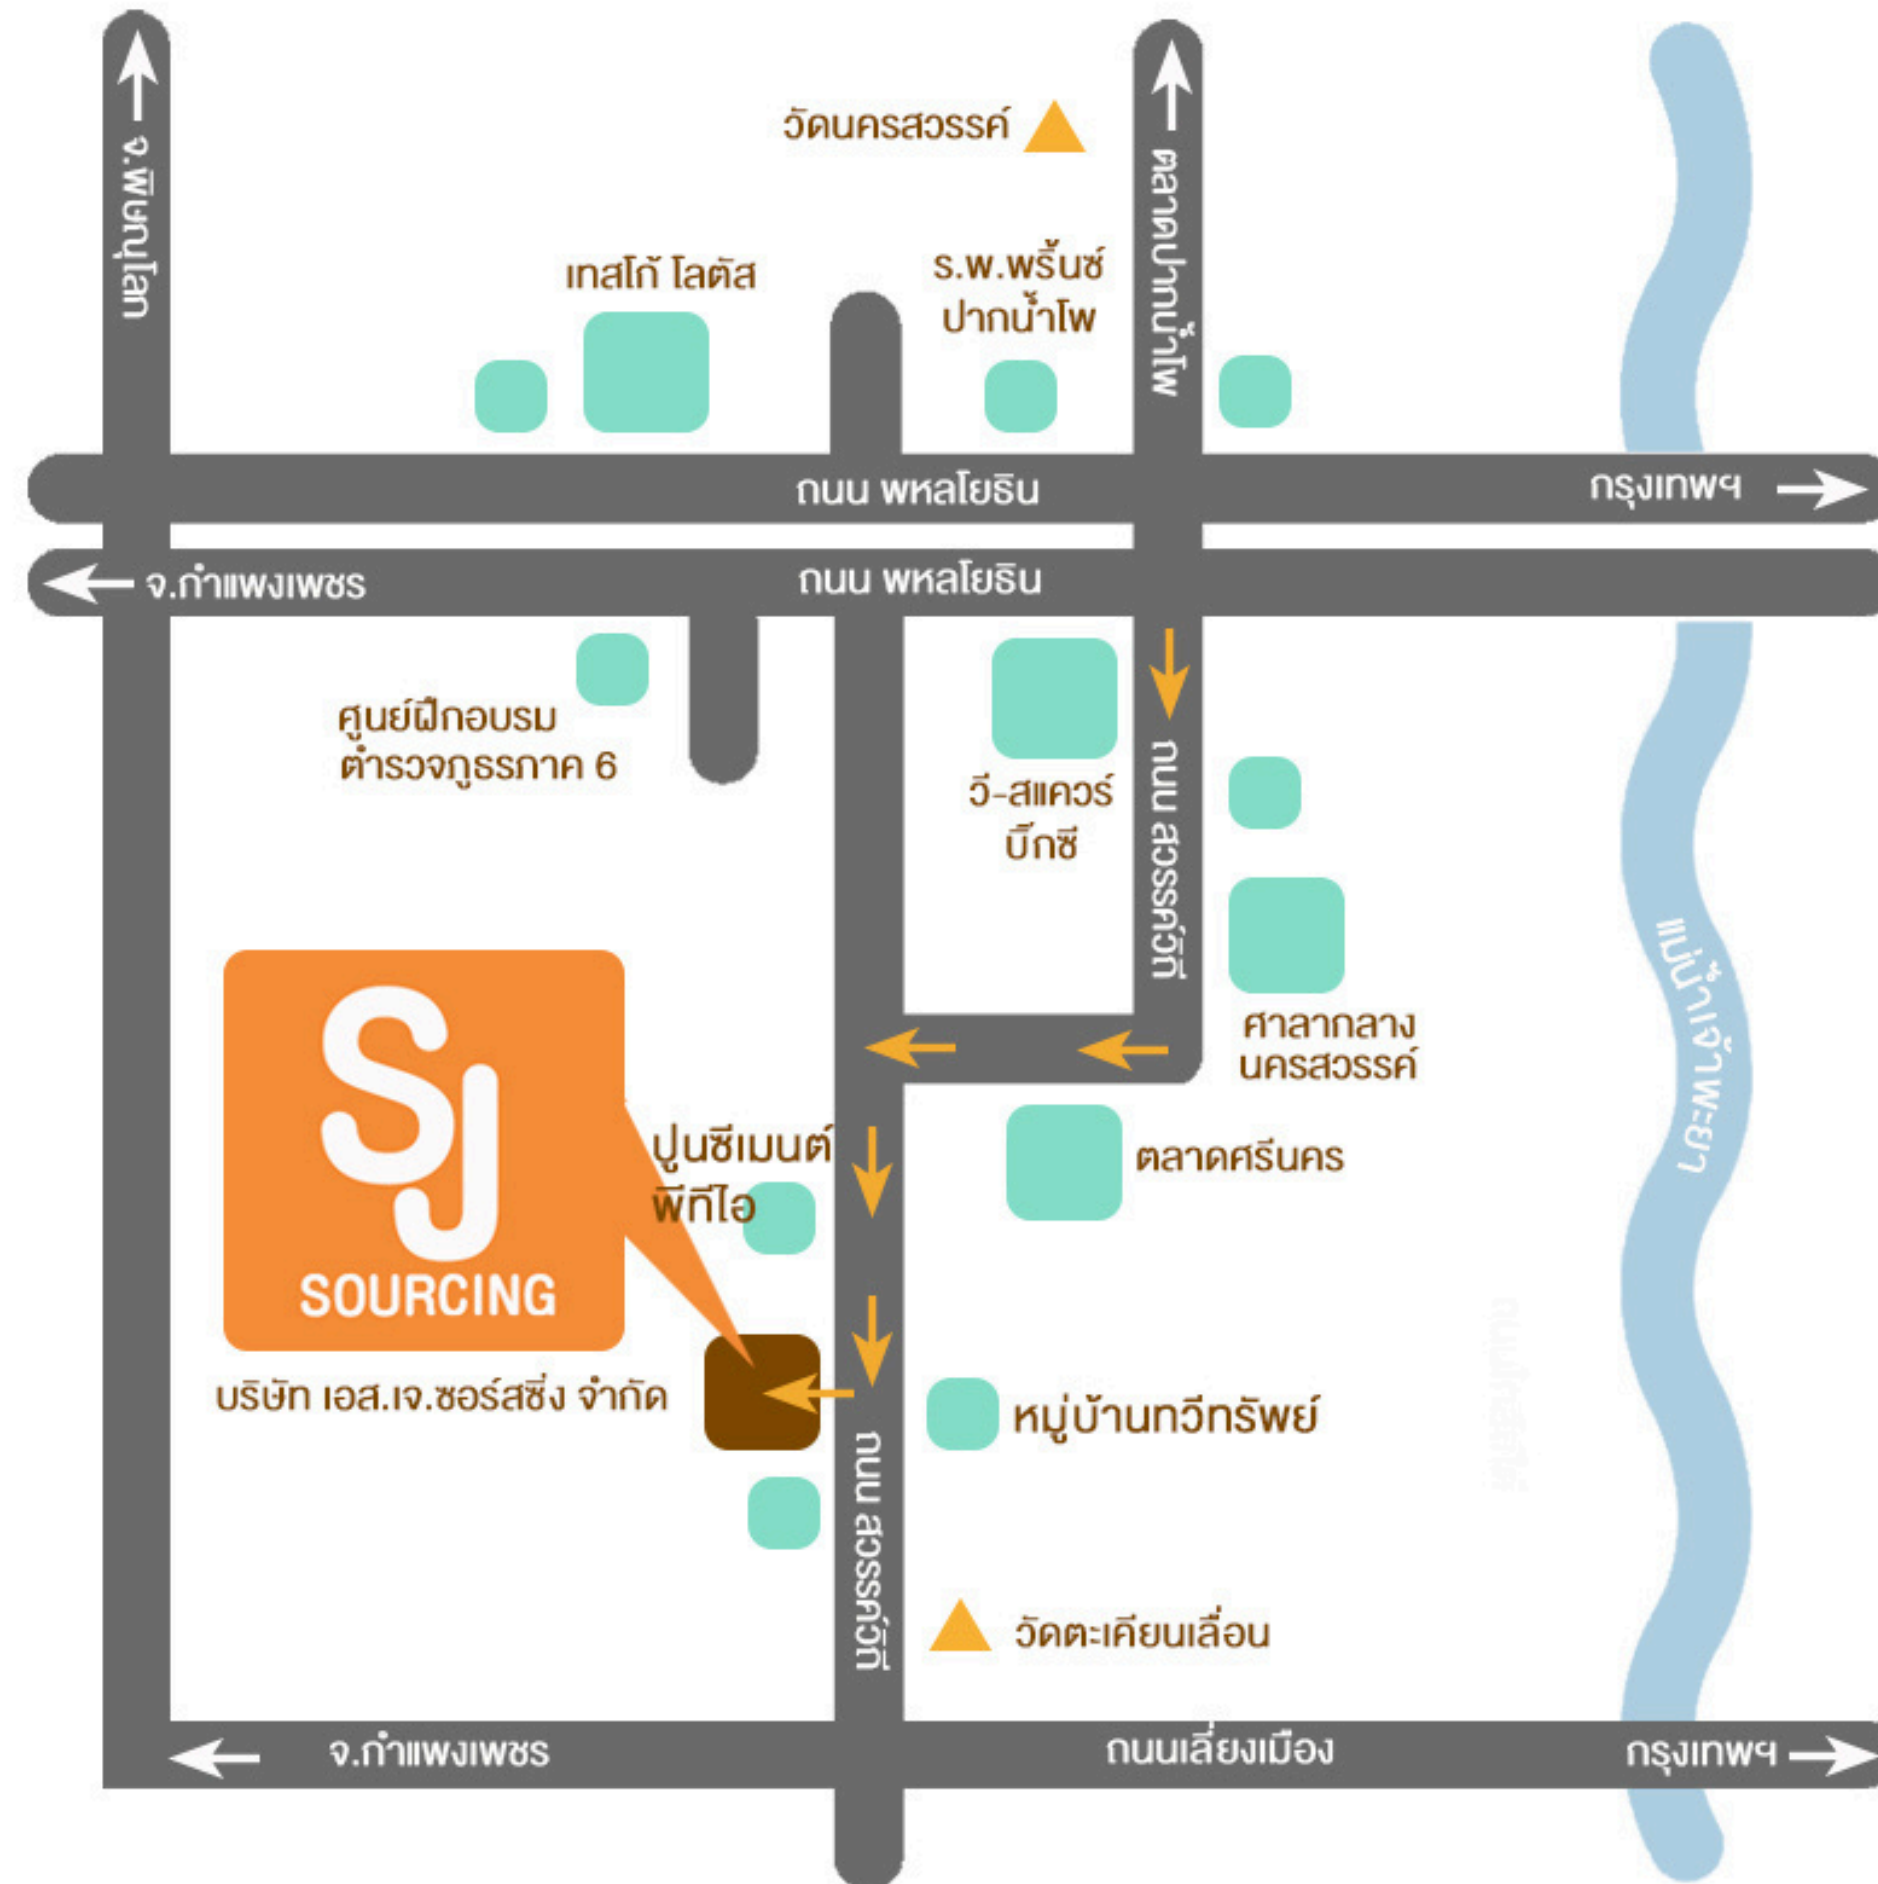 จ.พิษณุโลก
วัดนครสวรรค์
ตลาดปากน้ำโพ
เทสโก้ โลตัส
ร.พ.พริ้นซ์
ปากน้ำโพ
ถนน พหลโยธิน
กรุงเทพฯ
จ.กำแพงเพชร
ถนน พหลโยธิน
ศูนย์ฝึกอบรม
ตำรวจภูธรภาค 6
วี-สแควร์
บิ๊กซี
ถนน สวรรค์วิถี
ศาลากลาง
นครสวรรค์
แม่น้ำเจ้าพะยา
SJ
SOURCING
ปูนซีเมนต์
พีทีไอ
ตลาดศรีนคร
บริษัท เอส.เจ.ซอร์สซิ่ง จำกัด
หมู่บ้านทวีทรัพย์
ถนน สวรรค์วิถี
วัดตะเคียนเลื่อน
จ.กำแพงเพชร
ถนนเลี่ยงเมือง
กรุงเทพฯ